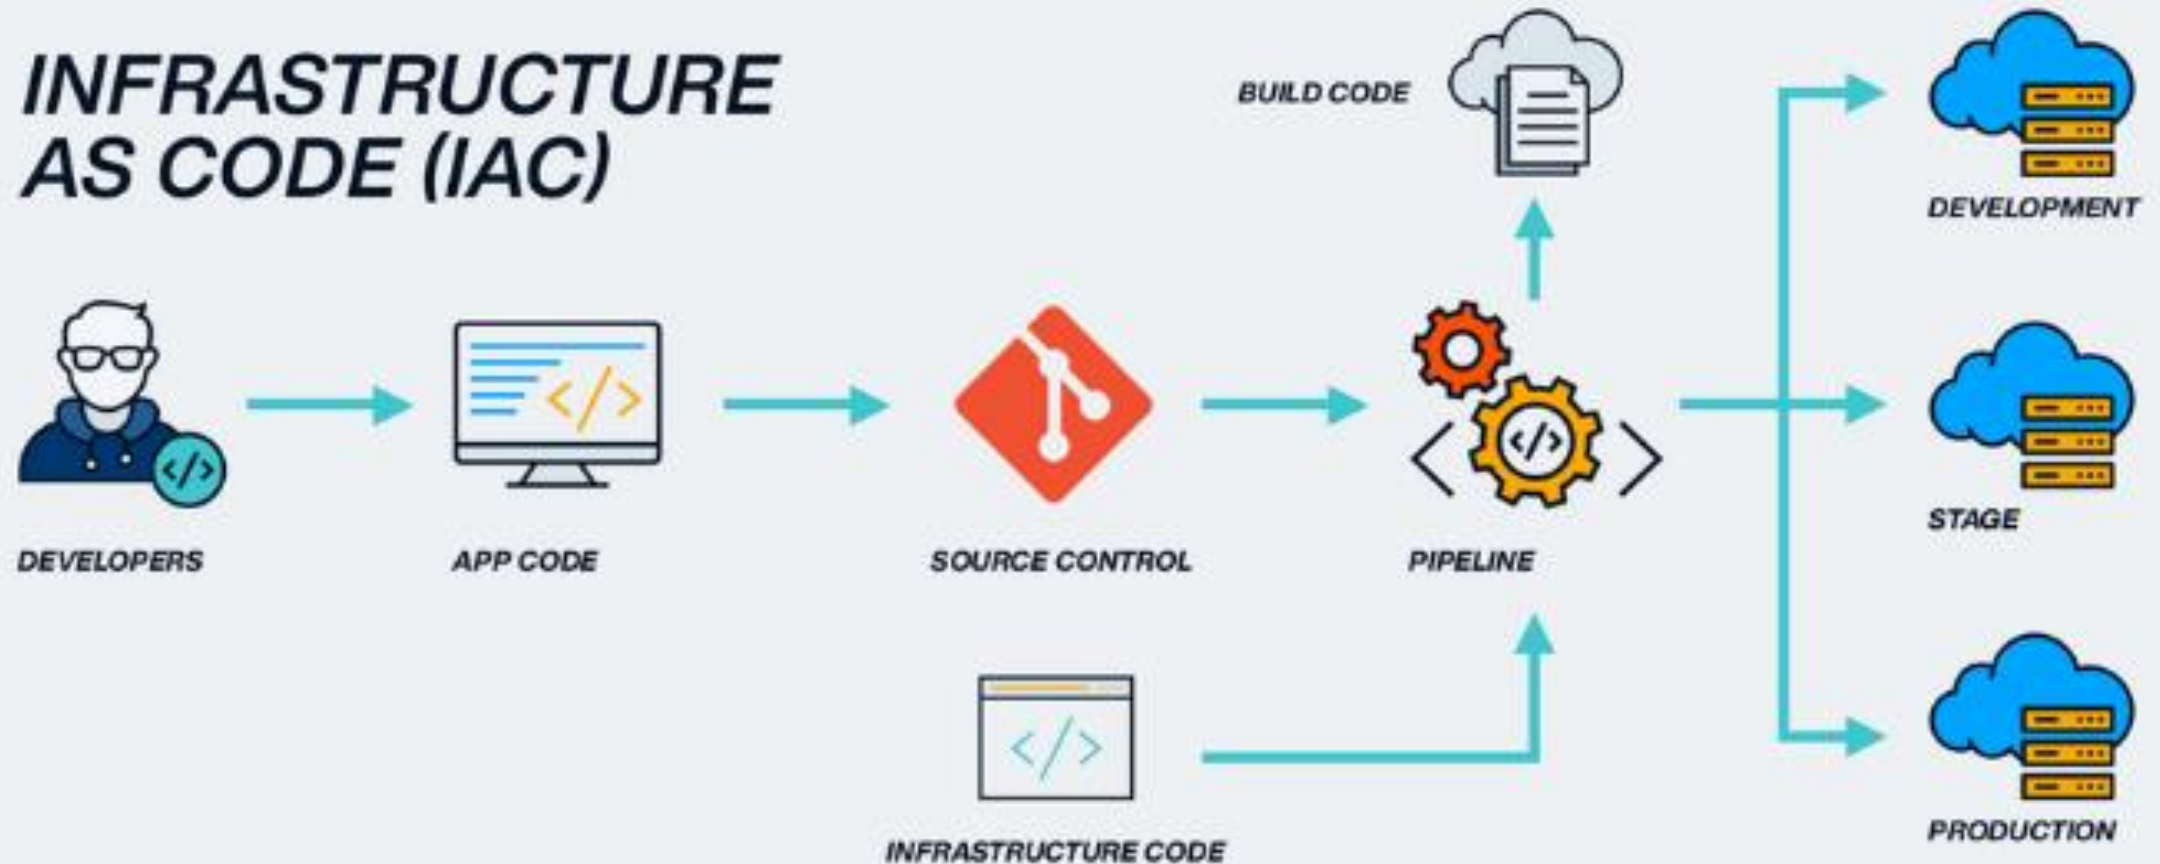 INFRASTRUCTURE
AS CODE (IAC)
BUILD CODE
DEVELOPMENT
</>
</>
</>
STAGE
DEVELOPERS
APP CODE
SOURCE CONTROL
PIPELINE
</>
INFRASTRUCTURE CODE
PRODUCTION